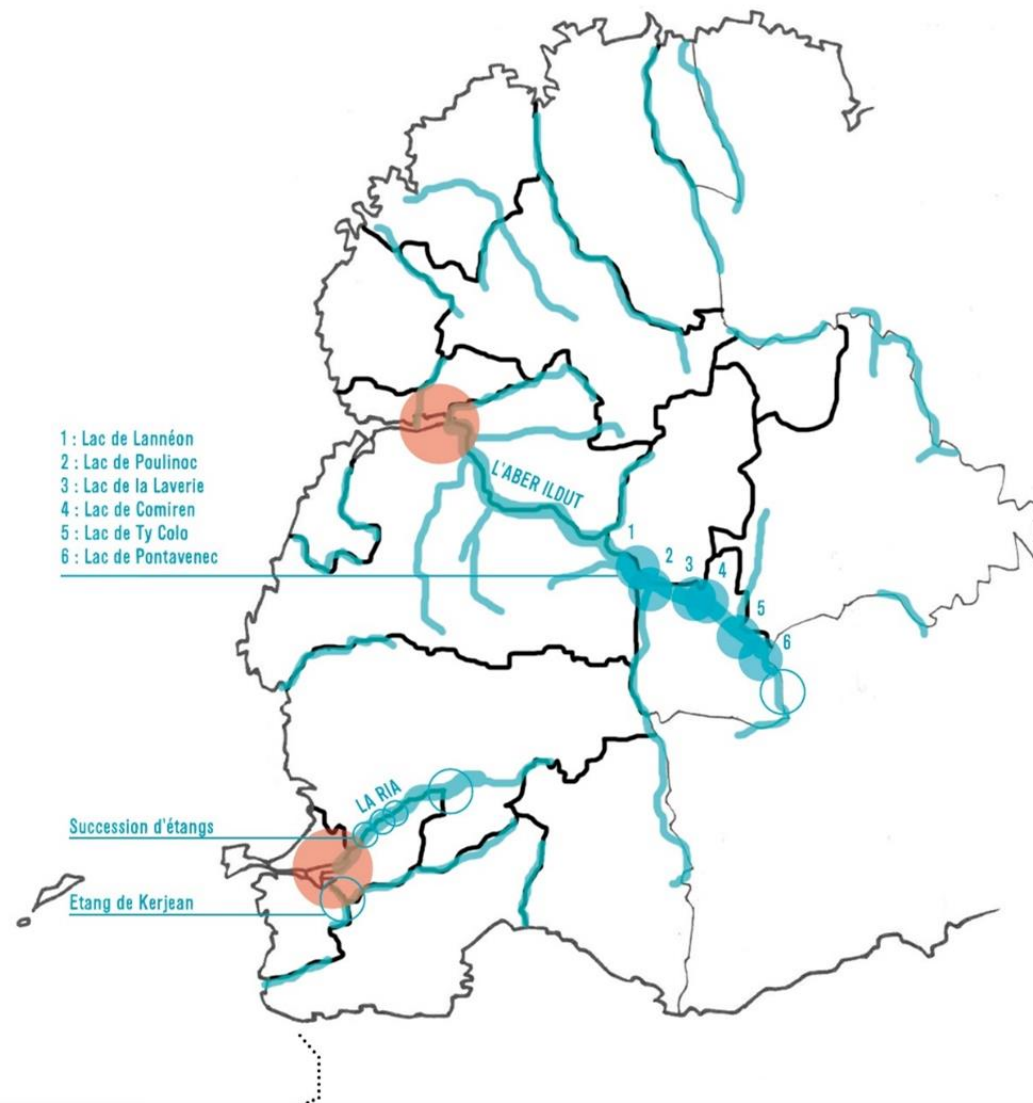 1 : Lac de Lannéon
2 : Lac de Poulinoc
3 : Lac de la Laverie
4 : Lac de Comiren
5 : Lac de Ty Colo
6 : Lac de Pontavenec
L'ABER ILDUT
1
2
3
4
5
6
LA RIA
Succession d'étangs
Etang de Kerjean